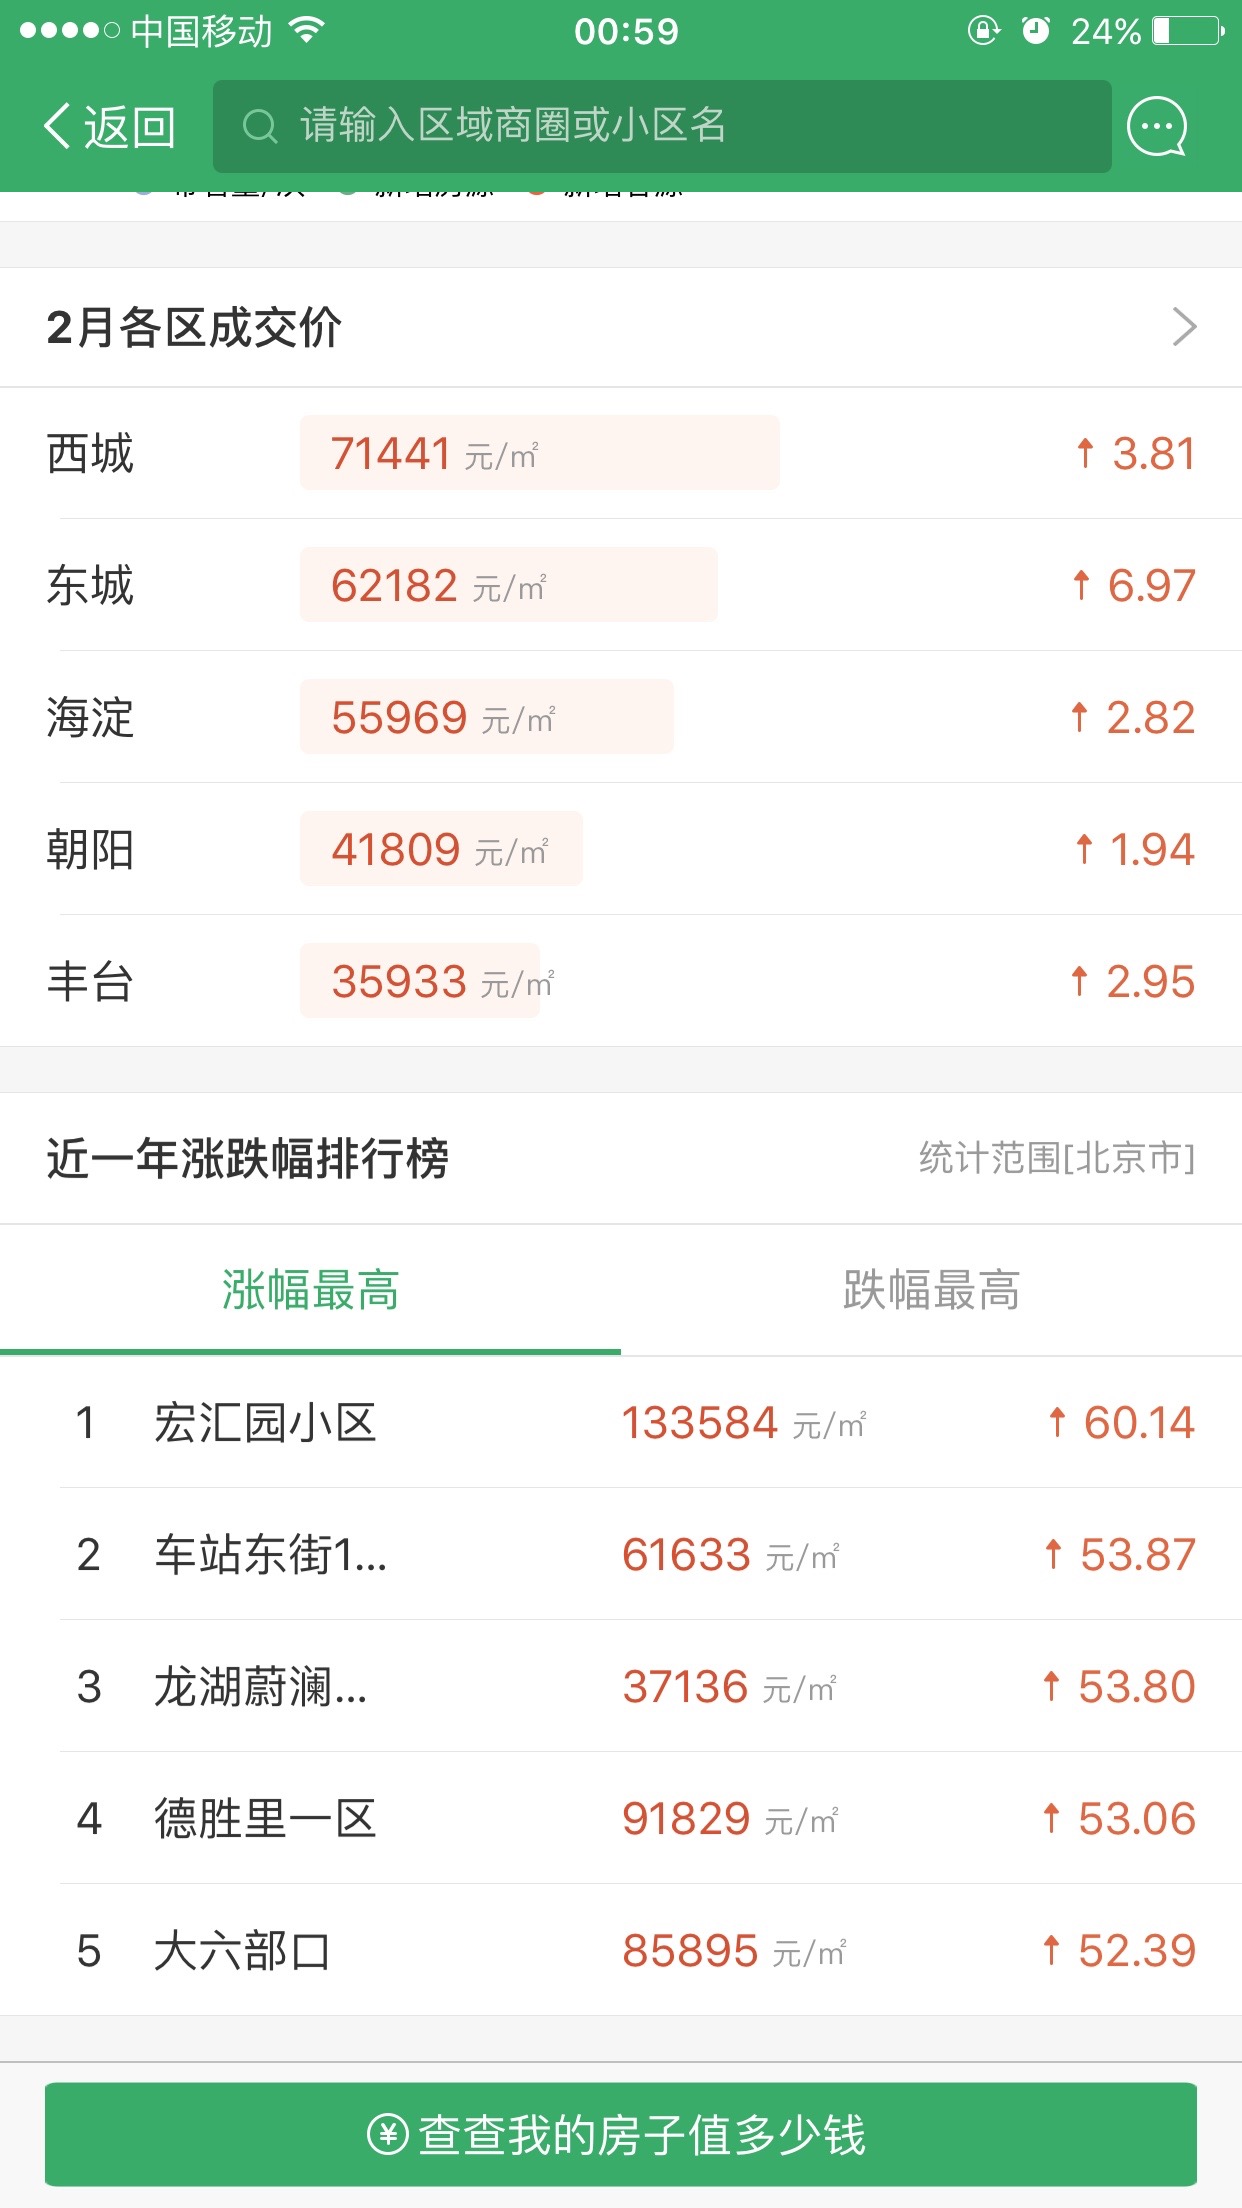 中国移动 00:59 24%
返回 请输入区域商圈或小区名
2月各区成交价
西城 71441 元/㎡ ↑ 3.81
东城 62182 元/㎡ ↑ 6.97
海淀 55969 元/㎡ ↑ 2.82
朝阳 41809 元/㎡ ↑ 1.94
丰台 35933 元/㎡ ↑ 2.95
近一年涨跌幅排行榜 统计范围[北京市]
涨幅最高 跌幅最高
1 宏汇园小区 133584 元/㎡ ↑ 60.14
2 车站东街1... 61633 元/㎡ ↑ 53.87
3 龙湖蔚澜... 37136 元/㎡ ↑ 53.80
4 德胜里一区 91829 元/㎡ ↑ 53.06
5 大六部口 85895 元/㎡ ↑ 52.39
¥ 查查我的房子值多少钱